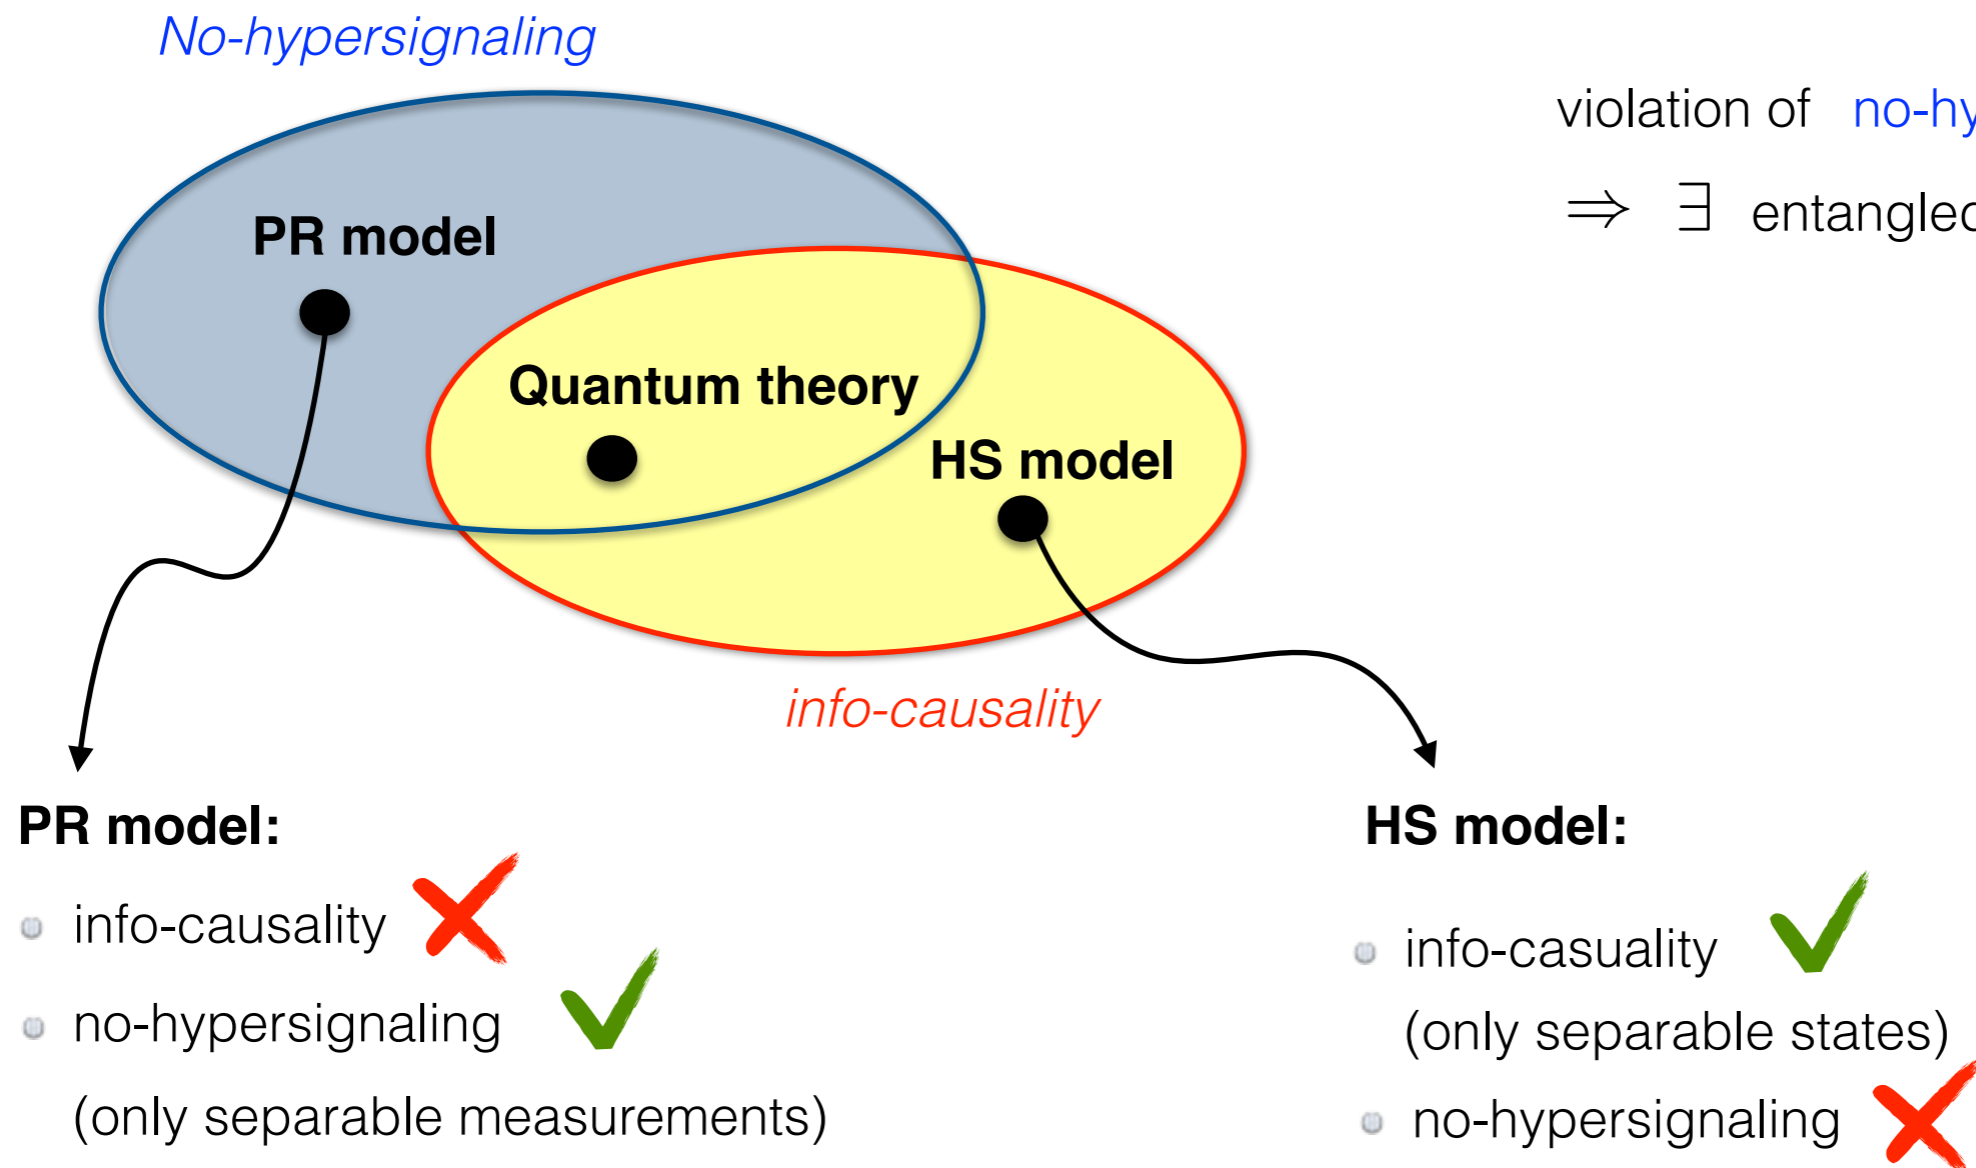 No-hypersignaling
violation of no-hy
⇒ ∃ entangled
PR model
Quantum theory
HS model
info-causality
PR model:
info-causality
no-hypersignaling
(only separable measurements)
HS model:
info-casuality
(only separable states)
no-hypersignaling